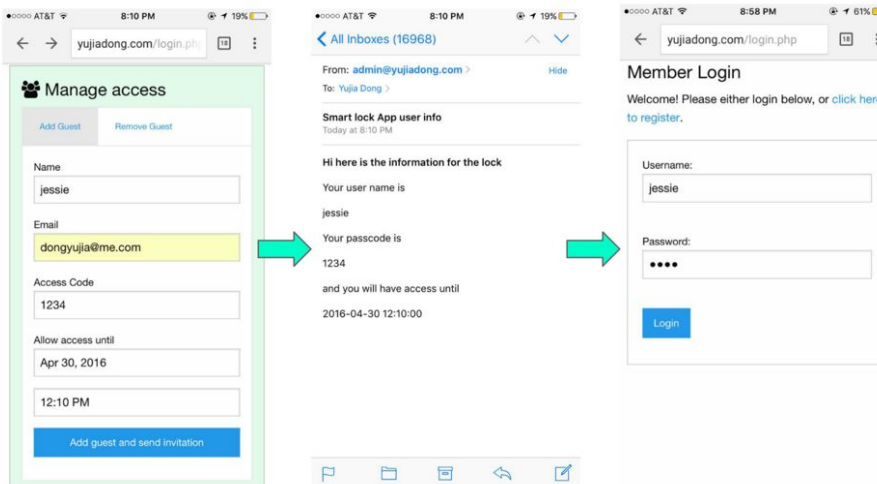 AT&T 8:10 PM 19%
yujiadong.com/login.ph 18
Manage access
Add Guest Remove Guest
Name
jessie
Email
dongyujia@me.com
Access Code
1234
Allow access until
Apr 30, 2016
12:10 PM
Add guest and send invitation
AT&T 8:10 PM 19%
All Inboxes (16968)
From: admin@yujiadong.com Hide
To: Yujia Dong
Smart lock App user info
Today at 8:10 PM
Hi here is the information for the lock
Your user name is
jessie
Your passcode is
1234
and you will have access until
2016-04-30 12:10:00
AT&T 8:58 PM 61%
yujiadong.com/login.php 18
Member Login
Welcome! Please either login below, or click here
to register.
Username:
jessie
Password:
••••
Login